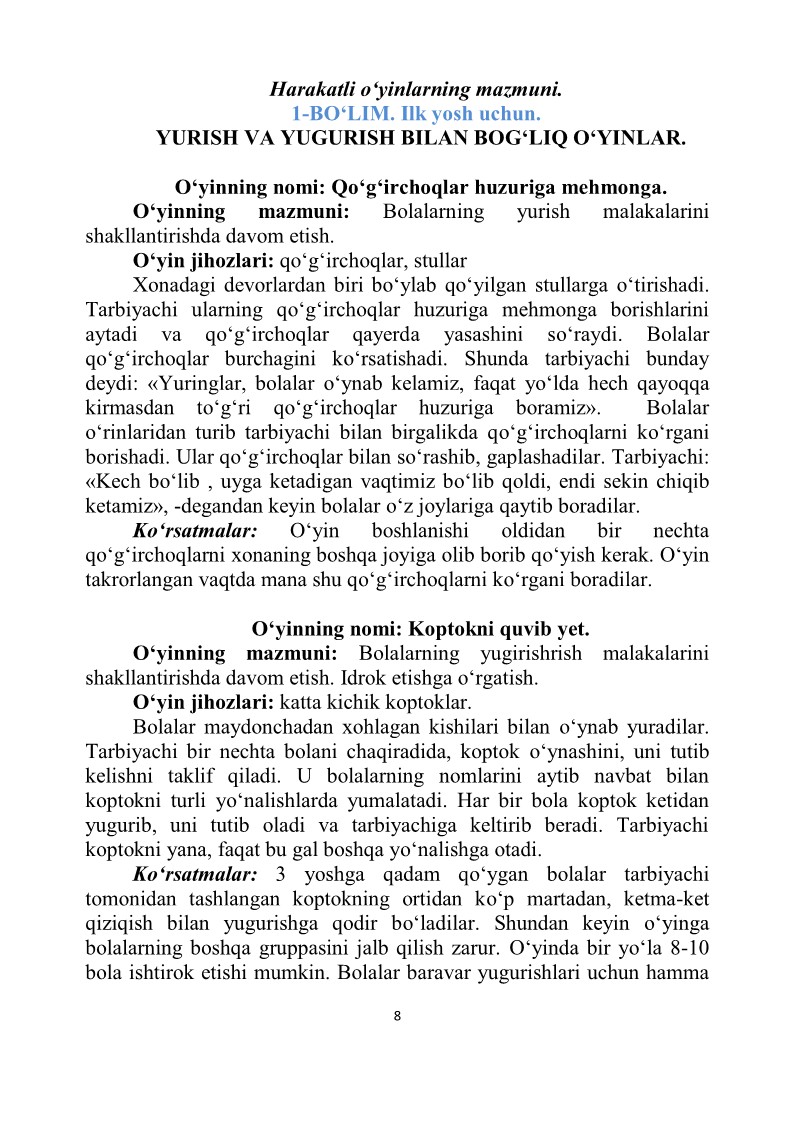 Harakatli o‘yinlarning mazmuni.
1-BO‘LIM. Ilk yosh uchun.
YURISH VA YUGURISH BILAN BOG‘LIQ O‘YINLAR.
O‘yinning nomi: Qo‘g‘irchoqlar huzuriga mehmonga.
O‘yinning mazmuni: Bolalarning yurish malakalarini
shakllantirishda davom etish.
O‘yin jihozlari: qo‘g‘irchoqlar, stullar
Xonadagi devorlardan biri bo‘ylab qo‘yilgan stullarga o‘tirishadi.
Tarbiyachi ularning qo‘g‘irchoqlar huzuriga mehmonga borishlarini
aytadi va qo‘g‘irchoqlar qayerda yasashini so‘raydi. Bolalar
qo‘g‘irchoqlar burchagini ko‘rsatishadi. Shunda tarbiyachi bunday
deydi: «Yuringlar, bolalar o‘ynab kelamiz, faqat yo‘lda hech qayoqqa
kirmasdan to‘g‘ri qo‘g‘irchoqlar huzuriga boramiz». Bolalar
o‘rinlaridan turib tarbiyachi bilan birgalikda qo‘g‘irchoqlarni ko‘rgani
borishadi. Ular qo‘g‘irchoqlar bilan so‘rashib, gaplashadilar. Tarbiyachi:
«Kech bo‘lib , uyga ketadigan vaqtimiz bo‘lib qoldi, endi sekin chiqib
ketamiz», -degandan keyin bolalar o‘z joylariga qaytib boradilar.
Ko‘rsatmalar: O‘yin boshlanishi oldidan bir nechta
qo‘g‘irchoqlarni xonaning boshqa joyiga olib borib qo‘yish kerak. O‘yin
takrorlangan vaqtda mana shu qo‘g‘irchoqlarni ko‘rgani boradilar.
O‘yinning nomi: Koptokni quvib yet.
O‘yinning mazmuni: Bolalarning yugirishrish malakalarini
shakllantirishda davom etish. Idrok etishga o‘rgatish.
O‘yin jihozlari: katta kichik koptoklar.
Bolalar maydonchadan xohlagan kishilari bilan o‘ynab yuradilar.
Tarbiyachi bir nechta bolani chaqiradida, koptok o‘ynashini, uni tutib
kelishni taklif qiladi. U bolalarning nomlarini aytib navbat bilan
koptokni turli yo‘nalishlarda yumalatadi. Har bir bola koptok ketidan
yugurib, uni tutib oladi va tarbiyachiga keltirib beradi. Tarbiyachi
koptokni yana, faqat bu gal boshqa yo‘nalishga otadi.
Ko‘rsatmalar: 3 yoshga qadam qo‘ygan bolalar tarbiyachi
tomonidan tashlangan koptokning ortidan ko‘p martadan, ketma-ket
qiziqish bilan yugurishga qodir bo‘ladilar. Shundan keyin o‘yinga
bolalarning boshqa gruppasini jalb qilish zarur. O‘yinda bir yo‘la 8-10
bola ishtirok etishi mumkin. Bolalar baravar yugurishlari uchun hamma
8